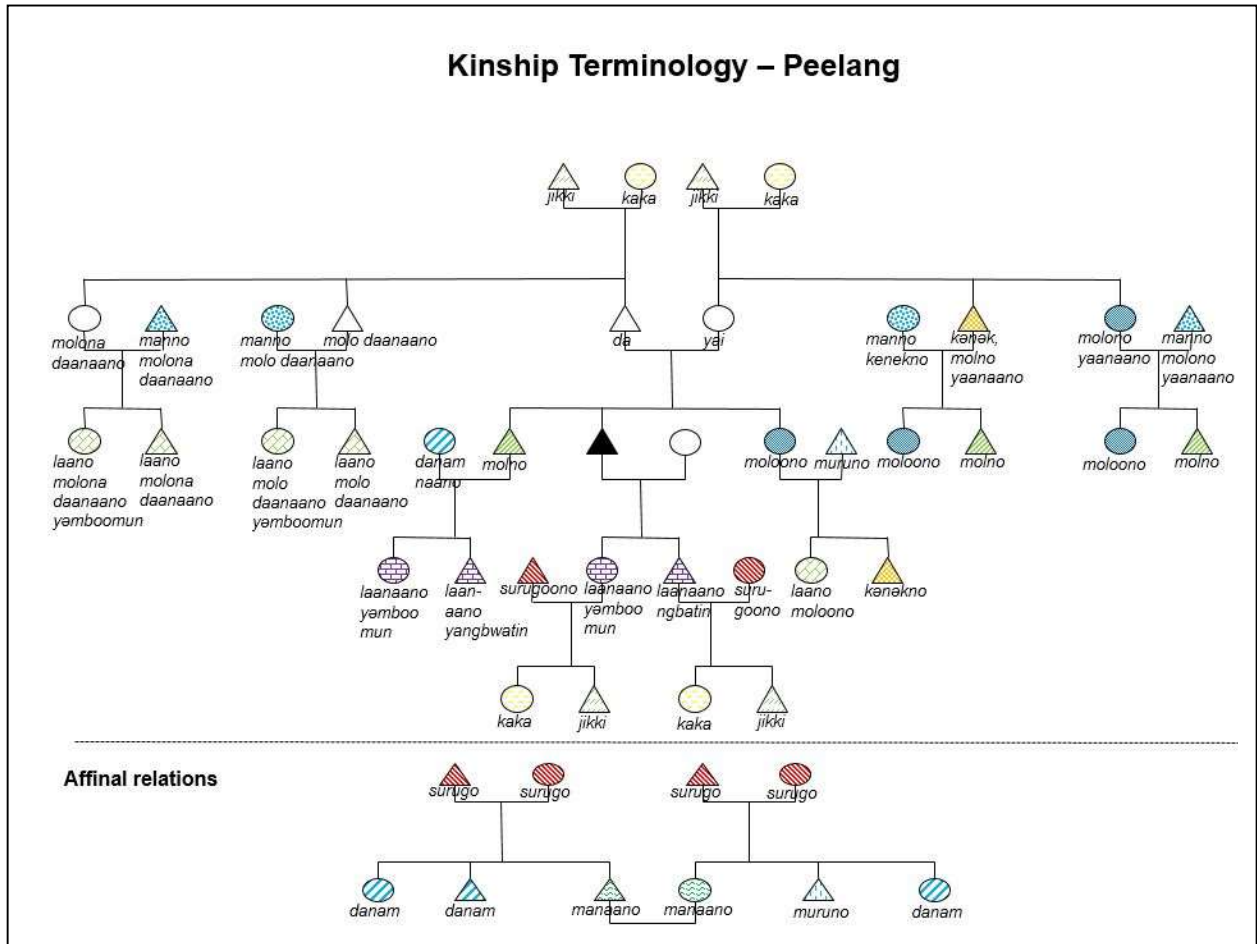 Kinship Terminology – Peelang
jikki
kaka
jikki
kaka
molona
daanaano
manno
molona
daanaano
manno
molo daanaano
molo daanaano
da
yai
manno
kenekno
kənək,
molno
yaanaano
molono
yaanaano
manno
molono
yaanaano
laano
molona
daanaano
yəmboomun
laano
molona
daanaano
laano
molo
daanaano
yəmboomun
laano
molo
daanaano
danam
naano
molno
moloono
muruno
moloono
molno
moloono
molno
laanaano
yəmboo
mun
laan-
aano
yangbwatin
surugoono
laanaano
yəmboo
mun
laanaano
ngbatin
suru-
goono
laano
moloono
kənəkno
kaka
jikki
kaka
jikki
Affinal relations
surugo
surugo
surugo
surugo
danam
danam
manaano
manaano
muruno
danam